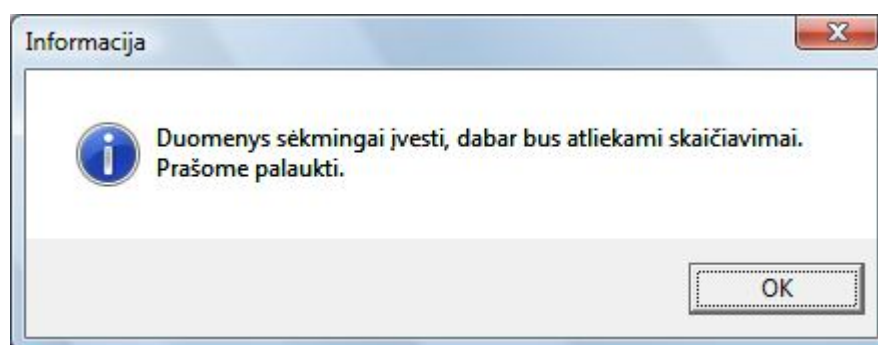 Informacija
Duomenys sėkmingai įvesti, dabar bus atliekami skaičiavimai.
Prašome palaukti.
OK